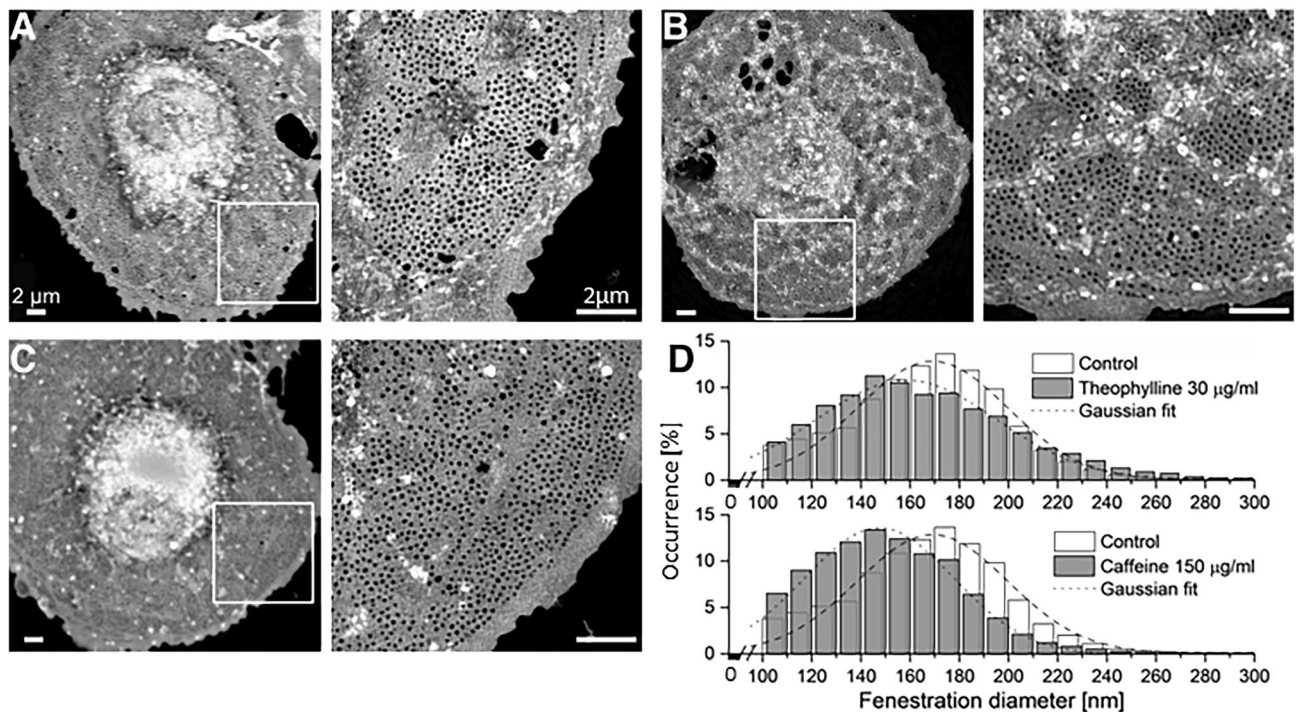 A
2 μm
2μm
B
C
D
Occurrence [%]
15
10
5
0
Control
Theophylline 30 μg/ml
Gaussian fit
0 100 120 140 160 180 200 220 240 260 280 300
15
10
5
0
Control
Caffeine 150 μg/ml
Gaussian fit
0 100 120 140 160 180 200 220 240 260 280 300
Fenestration diameter [nm]